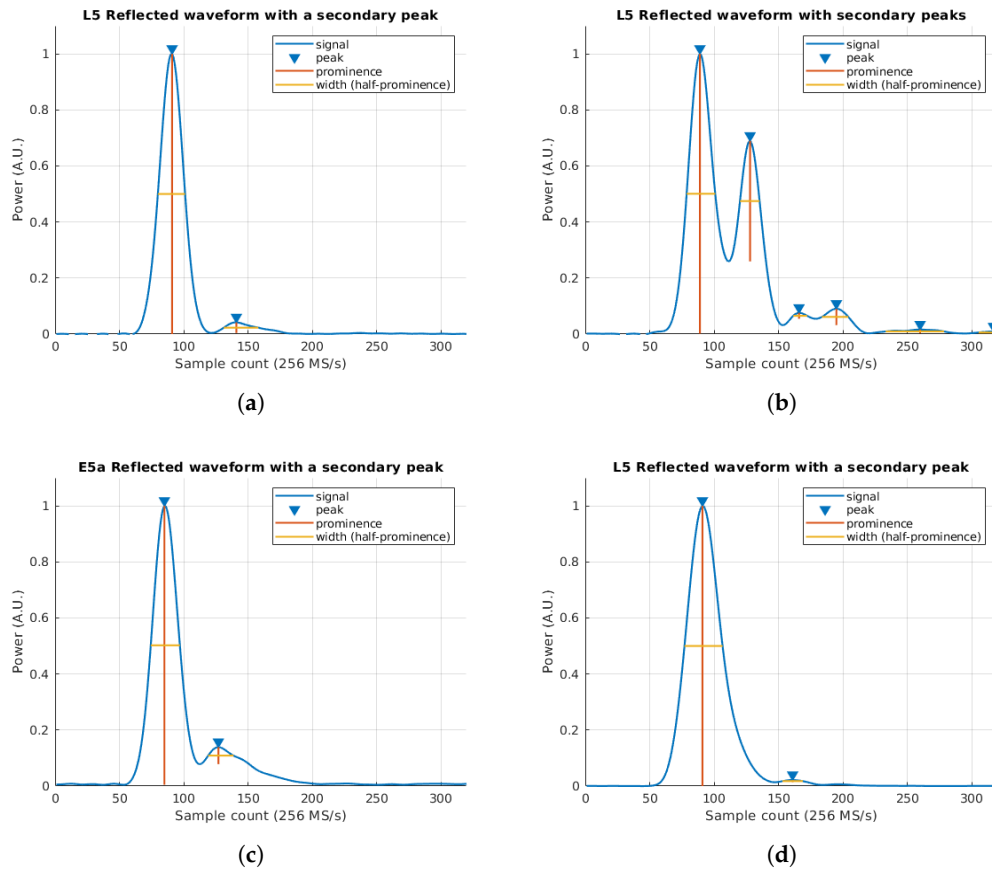 L5 Reflected waveform with a secondary peak
signal
peak
prominence
width (half-prominence)
Power (A.U.)
1
0.8
0.6
0.4
0.2
0
0 50 100 150 200 250 300
Sample count (256 MS/s)
(a)
L5 Reflected waveform with secondary peaks
signal
peak
prominence
width (half-prominence)
Power (A.U.)
1
0.8
0.6
0.4
0.2
0
0 50 100 150 200 250 300
Sample count (256 MS/s)
(b)
E5a Reflected waveform with a secondary peak
signal
peak
prominence
width (half-prominence)
Power (A.U.)
1
0.8
0.6
0.4
0.2
0
0 50 100 150 200 250 300
Sample count (256 MS/s)
(c)
L5 Reflected waveform with a secondary peak
signal
peak
prominence
width (half-prominence)
Power (A.U.)
1
0.8
0.6
0.4
0.2
0
0 50 100 150 200 250 300
Sample count (256 MS/s)
(d)